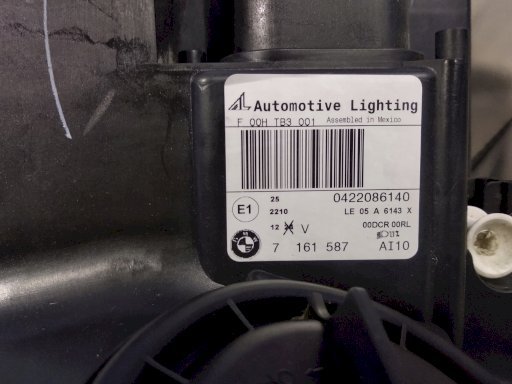 Automotive Lighting
F 00H TB3 001 Assembled in Mexico
0422086140
E1 25 2210 LE 05 A 6143 X
12 V 00DCR 00RL
7 161 587 AI10